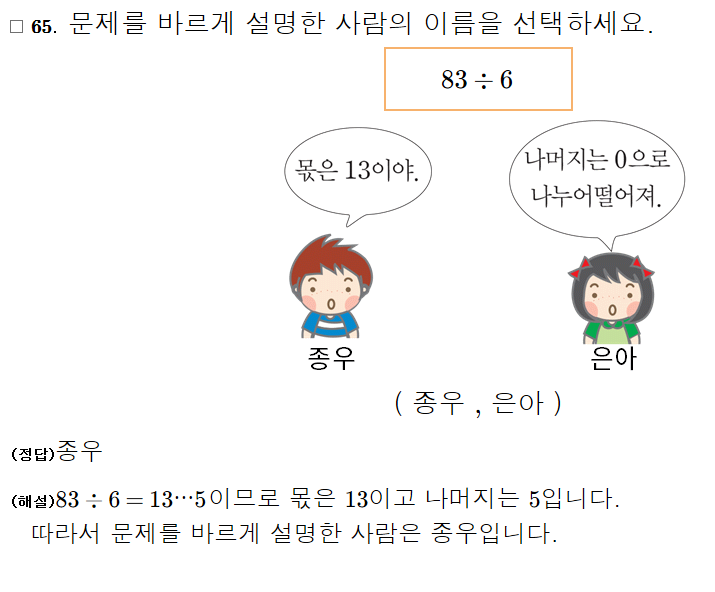 □ 65. 문제를 바르게 설명한 사람의 이름을 선택하세요.
83 ÷ 6
몫은 13이야.
나머지는 0으로
나누어떨어져.
종우
은아
( 종우 , 은아 )
(정답)종우
(해설)83 ÷ 6 = 13⋯5이므로 몫은 13이고 나머지는 5입니다.
따라서 문제를 바르게 설명한 사람은 종우입니다.